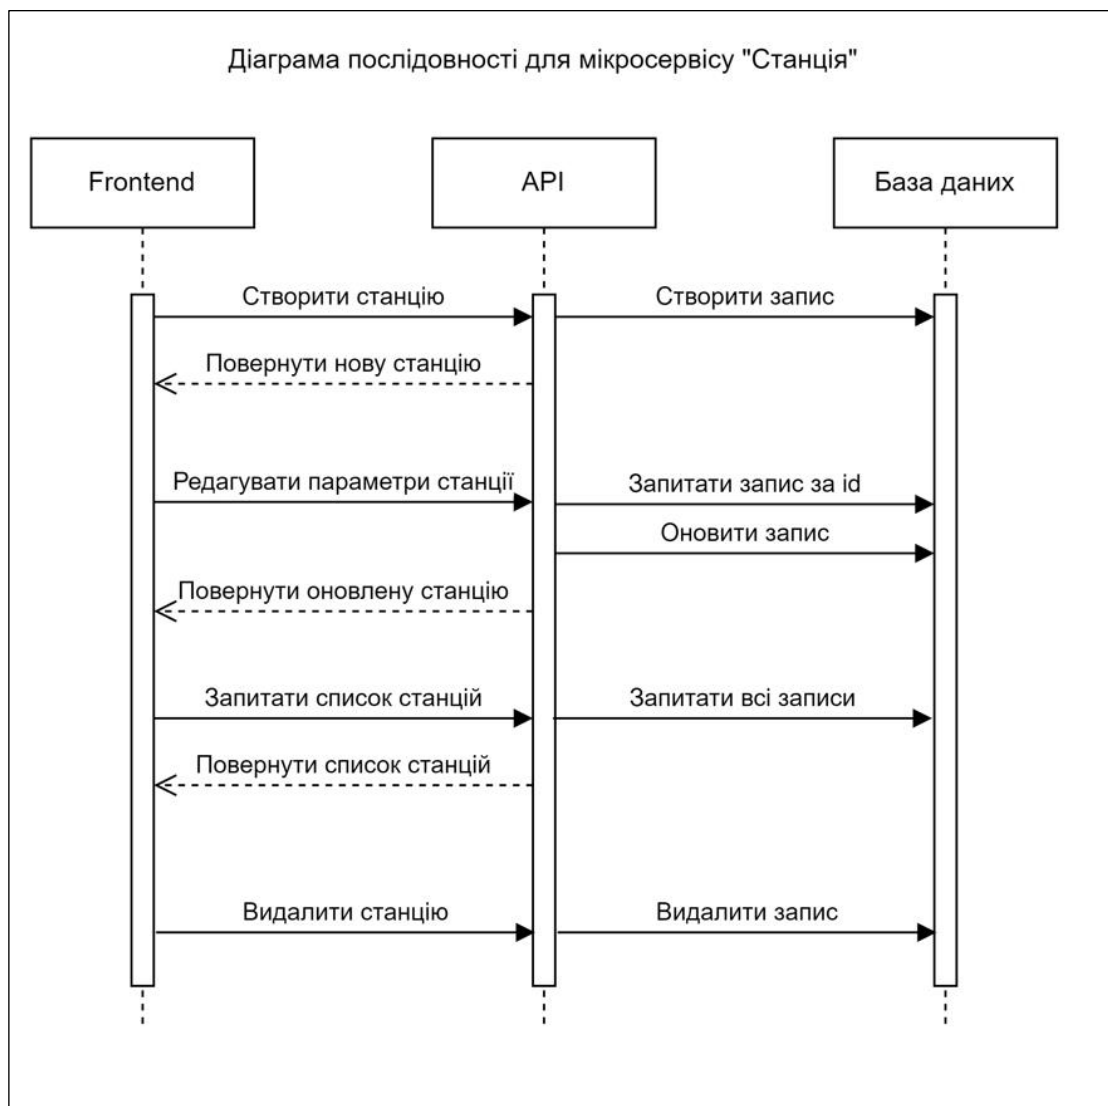 Діаграма послідовності для мікросервісу "Станція"
Frontend
API
База даних
Створити станцію
Створити запис
Повернути нову станцію
Редагувати параметри станції
Запитати запис за id
Оновити запис
Повернути оновлену станцію
Запитати список станцій
Запитати всі записи
Повернути список станцій
Видалити станцію
Видалити запис